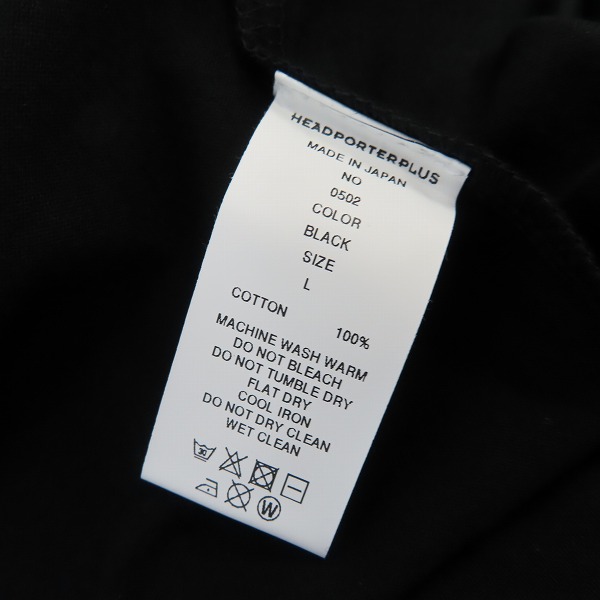 HEADPORTERPLUS
MADE IN JAPAN
NO
0502
COLOR
BLACK
SIZE
L
COTTON 100%
MACHINE WASH WARM
DO NOT BLEACH
DO NOT TUMBLE DRY
FLAT DRY
COOL IRON
DO NOT DRY CLEAN
WET CLEAN
30
W